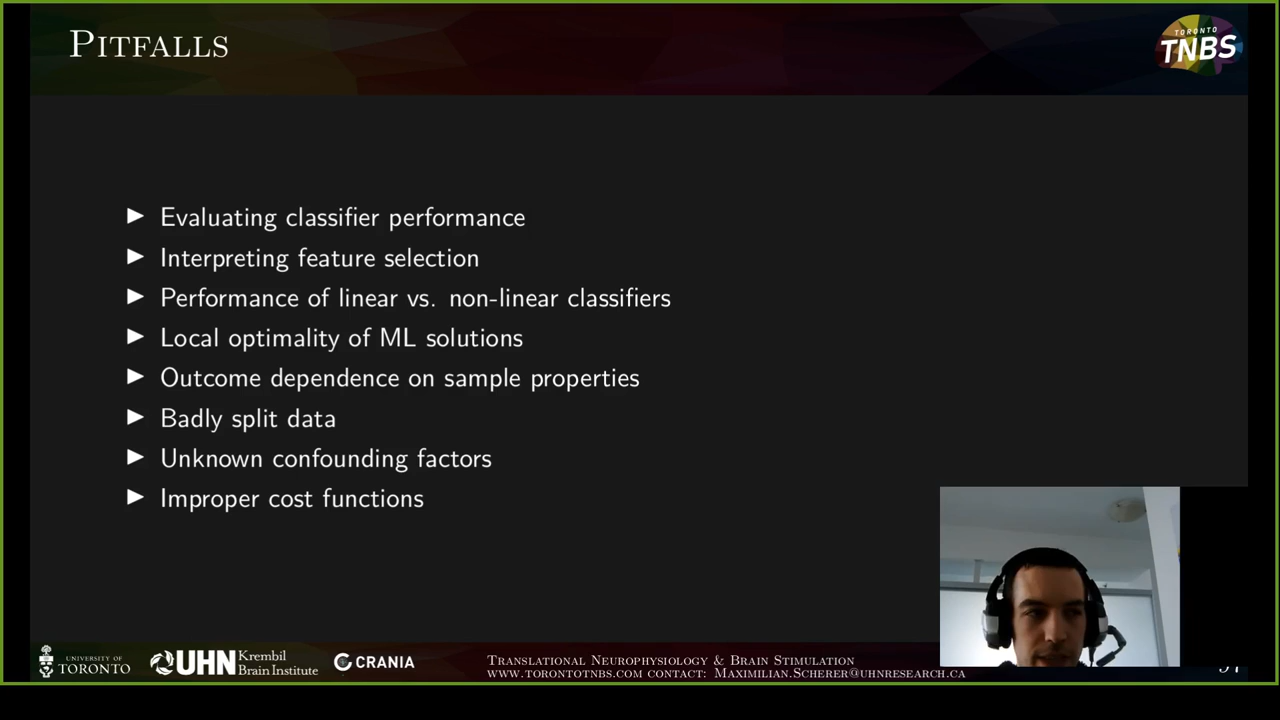 PITFALLS
TORONTO
TNBS
▶ Evaluating classifier performance
▶ Interpreting feature selection
▶ Performance of linear vs. non-linear classifiers
▶ Local optimality of ML solutions
▶ Outcome dependence on sample properties
▶ Badly split data
▶ Unknown confounding factors
▶ Improper cost functions
UNIVERSITY OF
TORONTO
UHN Krembil
Brain Institute
CRANIA
TRANSLATIONAL NEUROPHYSIOLOGY & BRAIN STIMULATION
WWW.TORONTOTNBS.COM CONTACT: MAXIMILIAN.SCHERER@UHNRESEARCH.CA